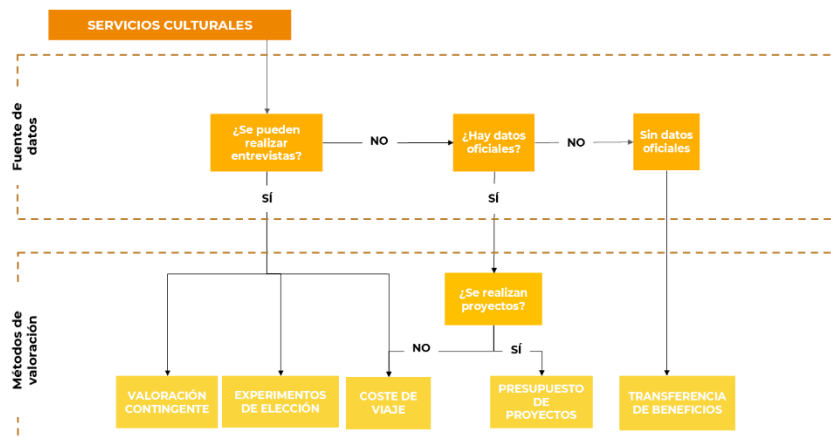 SERVICIOS CULTURALES
Fuente de
datos
¿Se pueden
realizar
entrevistas?
NO
¿Hay datos
oficiales?
NO
Sin datos
oficiales
SÍ
SÍ
Métodos de
valoración
¿Se realizan
proyectos?
NO
SÍ
VALORACIÓN
CONTINGENTE
EXPERIMENTOS
DE ELECCIÓN
COSTE DE
VIAJE
PRESUPUESTO
DE
PROYECTOS
TRANSFERENCIA
DE BENEFICIOS